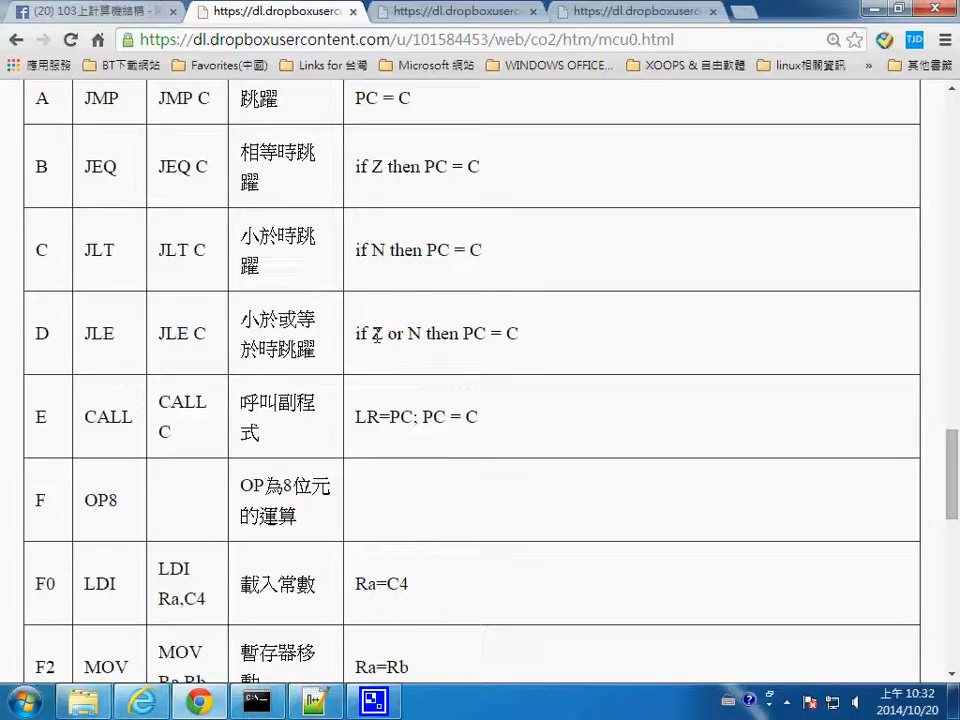 (20) 103上計算機結構 -
https://dl.dropboxuserc
https://dl.dropboxusercon
https://dl.dropboxusercon
https://dl.dropboxusercontent.com/u/101584453/web/co2/htm/mcu0.html
TJD
應用服務 BT下載網站 Favorites(中國) Links for 台灣 Microsoft 網站 WINDOWS OFFICE... XOOPS & 自由軟體 linux相關資訊 » 其他書籤
A JMP JMP C 跳躍 PC = C
B JEQ JEQ C 相等時跳 if Z then PC = C
躍
C JLT JLT C 小於時跳 if N then PC = C
躍
D JLE JLE C 小於或等 if Z or N then PC = C
於時跳躍
E CALL CALL 呼叫副程 LR=PC; PC = C
C 式
F OP8 OP為8位元
的運算
F0 LDI LDI 載入常數 Ra=C4
Ra,C4
F2 MOV MOV 暫存器移 Ra=Rb
Ra,Rb 動
上午 10:32
2014/10/20